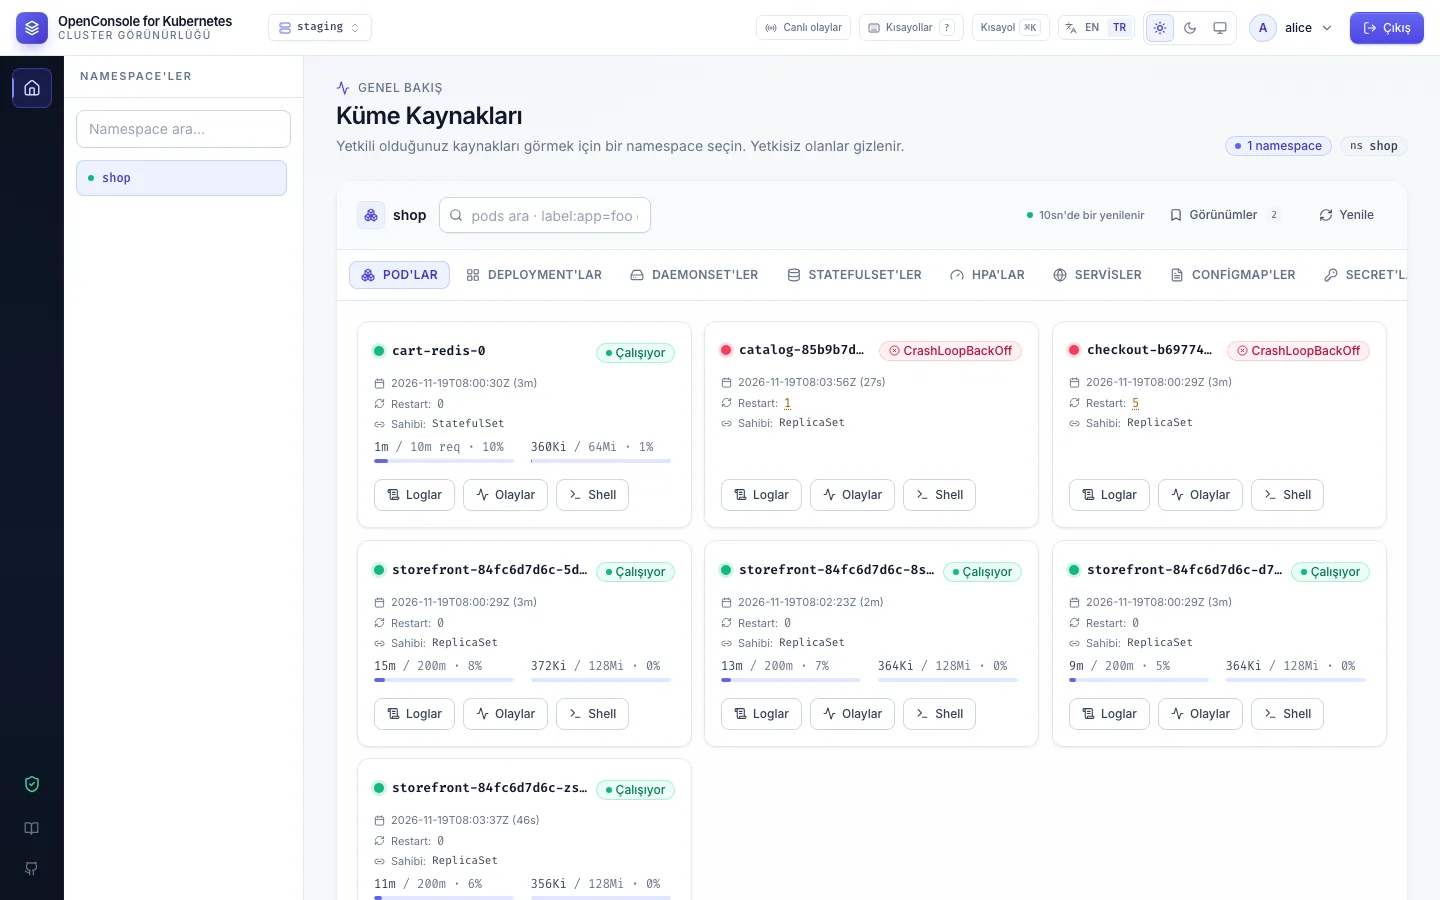 OpenConsole for Kubernetes
CLUSTER GÖRÜNÜRLÜĞÜ
staging
Canlı olaylar
Kısayollar ?
Kısayol ⌘K
EN TR
A alice
Çıkış
NAMESPACE'LER
Namespace ara...
shop
GENEL BAKIŞ
Küme Kaynakları
Yetkili olduğunuz kaynakları görmek için bir namespace seçin. Yetkisiz olanlar gizlenir.
1 namespace
ns shop
shop
pods ara · label:app=foo
10sn'de bir yenilenir
Görünümler 2
Yenile
POD'LAR
DEPLOYMENT'LAR
DAEMONSET'LER
STATEFULSET'LER
HPA'LAR
SERVİSLER
CONFİGMAP'LER
SECRET'L
cart-redis-0
Çalışıyor
2026-11-19T08:00:30Z (3m)
Restart: 0
Sahibi: StatefulSet
1m / 10m req · 10%
360Ki / 64Mi · 1%
Loglar
Olaylar
Shell
catalog-85b9b7d…
CrashLoopBackOff
2026-11-19T08:03:56Z (27s)
Restart: 1
Sahibi: ReplicaSet
Loglar
Olaylar
Shell
checkout-b69774…
CrashLoopBackOff
2026-11-19T08:00:29Z (3m)
Restart: 5
Sahibi: ReplicaSet
Loglar
Olaylar
Shell
storefront-84fc6d7d6c-5d…
Çalışıyor
2026-11-19T08:00:29Z (3m)
Restart: 0
Sahibi: ReplicaSet
15m / 200m · 8%
372Ki / 128Mi · 0%
Loglar
Olaylar
Shell
storefront-84fc6d7d6c-8s…
Çalışıyor
2026-11-19T08:02:23Z (2m)
Restart: 0
Sahibi: ReplicaSet
13m / 200m · 7%
364Ki / 128Mi · 0%
Loglar
Olaylar
Shell
storefront-84fc6d7d6c-d7…
Çalışıyor
2026-11-19T08:00:29Z (3m)
Restart: 0
Sahibi: ReplicaSet
9m / 200m · 5%
364Ki / 128Mi · 0%
Loglar
Olaylar
Shell
storefront-84fc6d7d6c-zs…
Çalışıyor
2026-11-19T08:03:37Z (46s)
Restart: 0
Sahibi: ReplicaSet
11m / 200m · 6%
356Ki / 128Mi · 0%